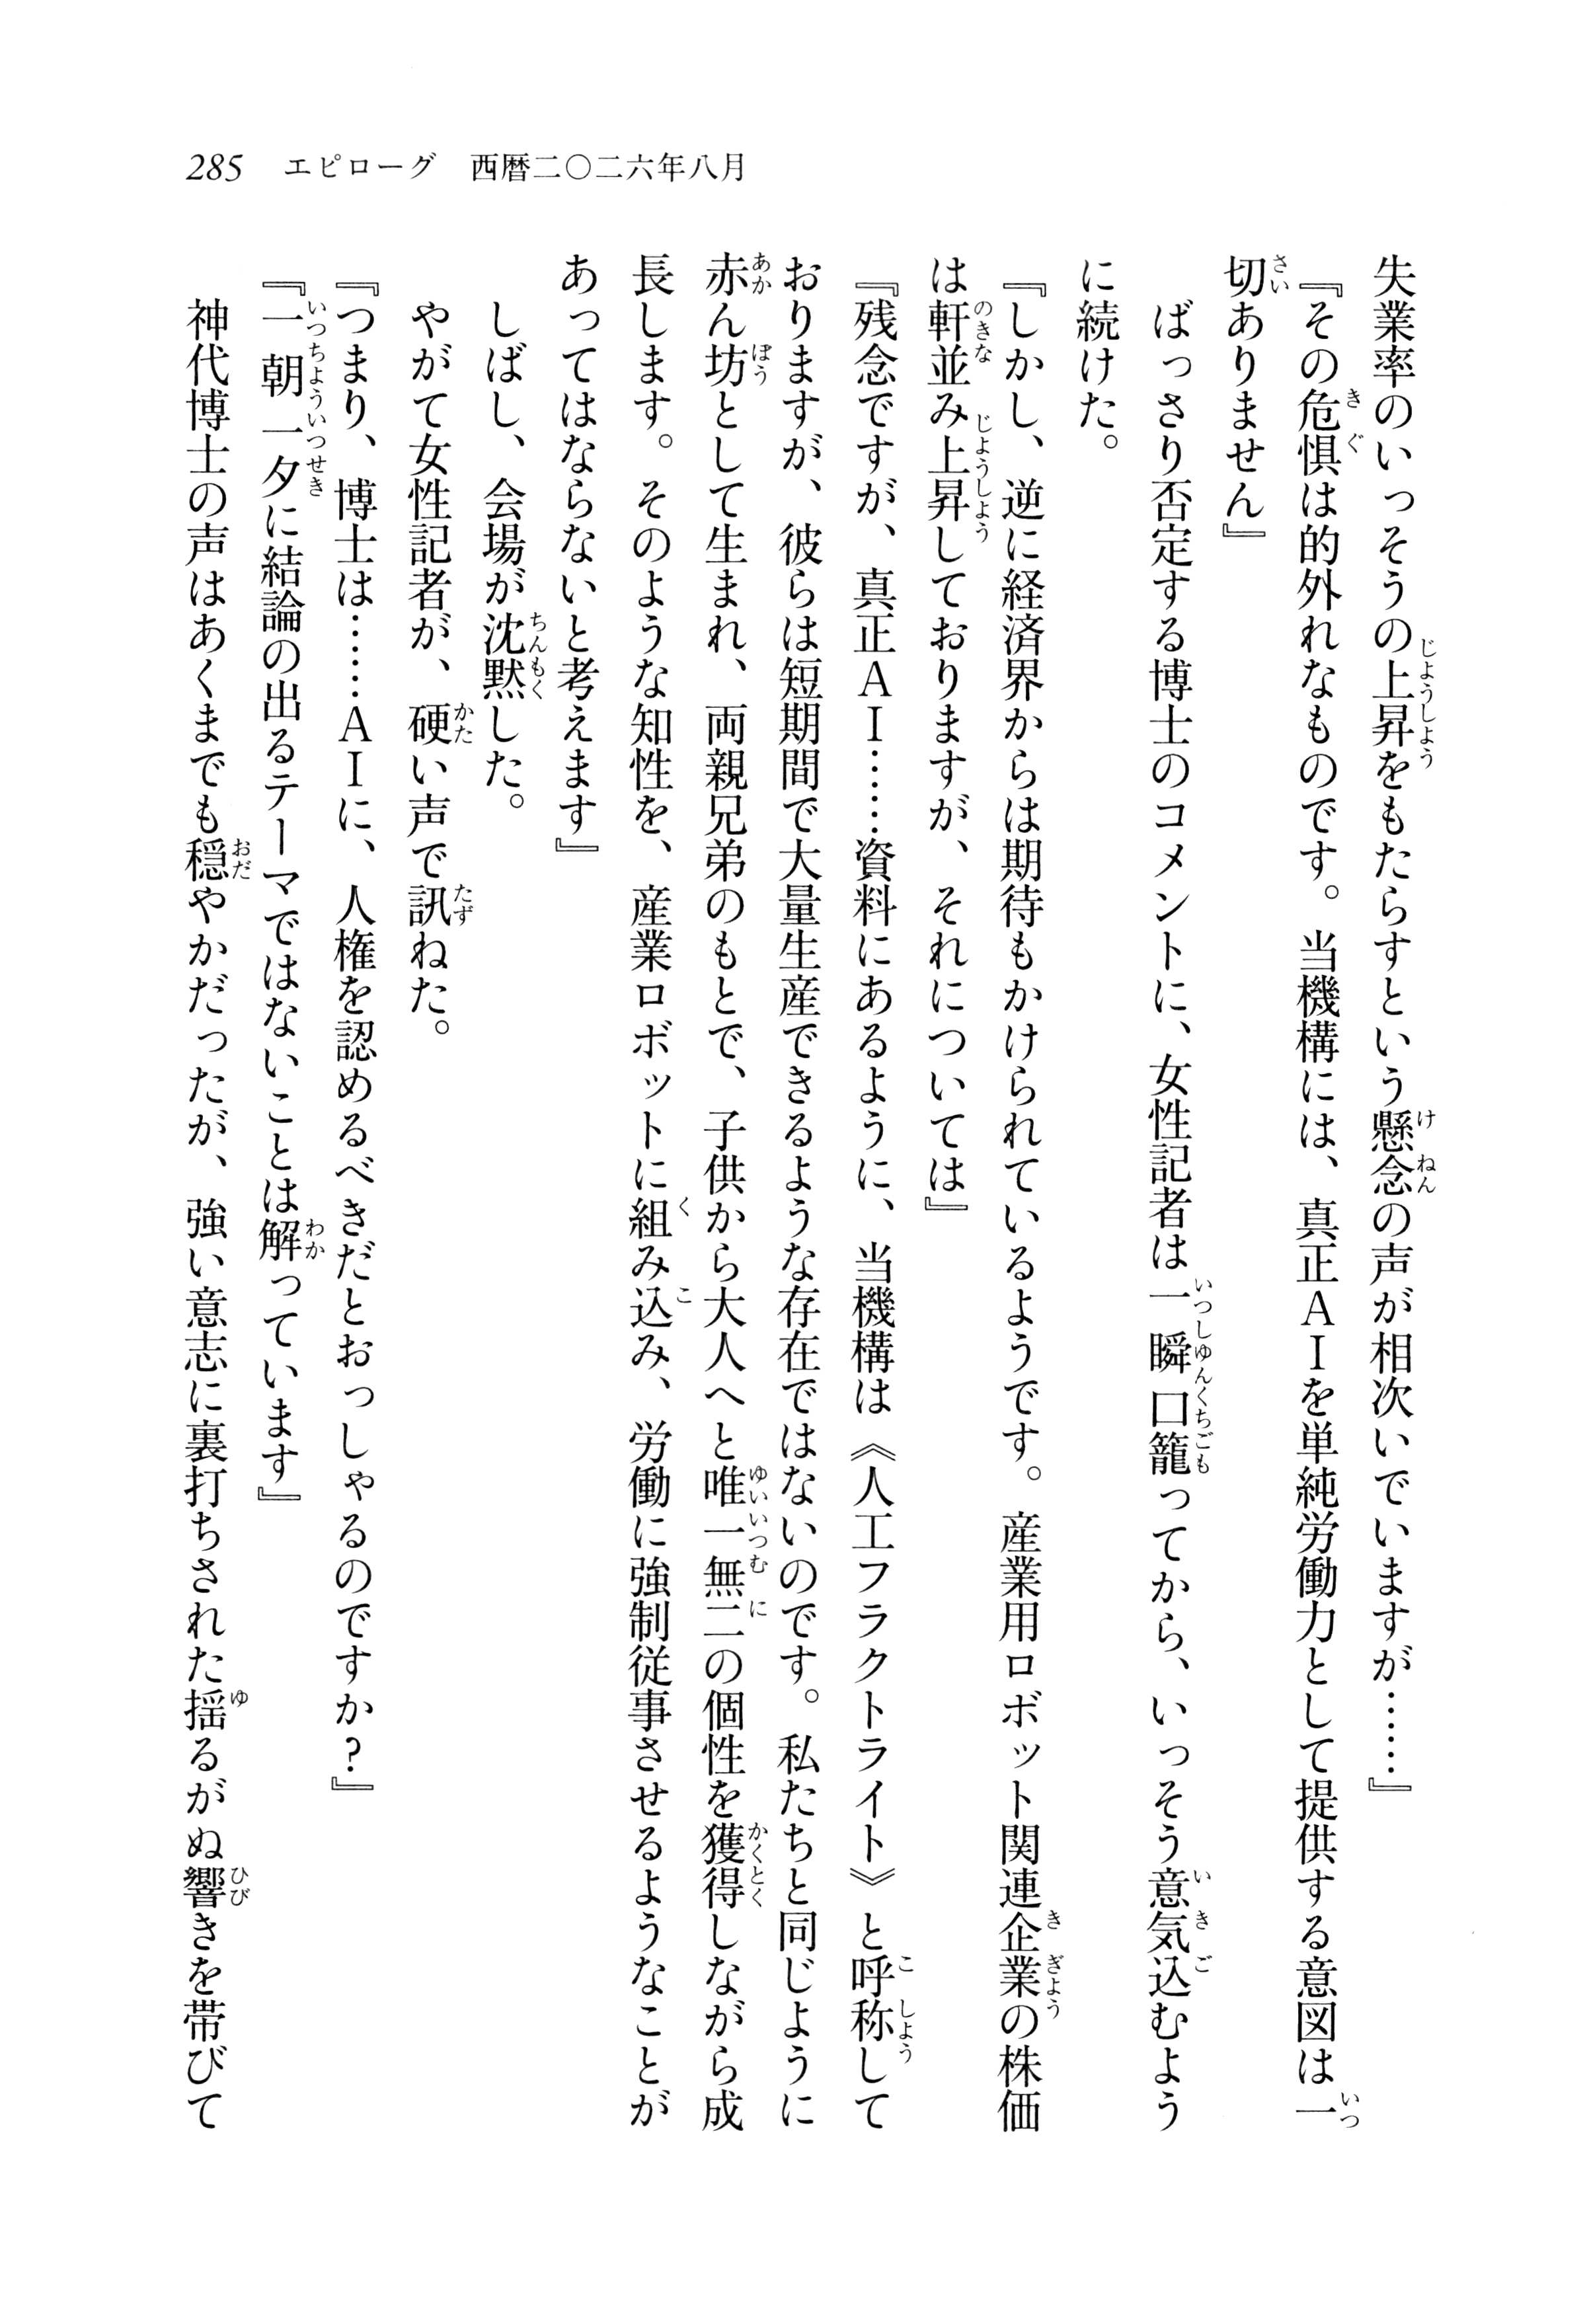 285 エピローグ 西暦二〇二六年八月
失業率のいっそうの上昇をもたらすという懸念の声が相次いでいますが……』
『その危惧は的外れなものです。当機構には、真正ＡＩを単純労働力として提供する意図は一
切ありません』
　ばっさり否定する博士のコメントに、女性記者は一瞬口籠ってから、いっそう意気込むよう
に続けた。
『しかし、逆に経済界からは期待もかけられているようです。産業用ロボット関連企業の株価
は軒並み上昇しておりますが、それについては』
『残念ですが、真正ＡＩ……資料にあるように、当機構は《人工フラクトライト》と呼称して
おりますが、彼らは短期間で大量生産できるような存在ではないのです。私たちと同じように
赤ん坊として生まれ、両親兄弟のもとで、子供から大人へと唯一無二の個性を獲得しながら成
長します。そのような知性を、産業ロボットに組み込み、労働に強制従事させるようなことが
あってはならないと考えます』
　しばし、会場が沈黙した。
　やがて女性記者が、硬い声で訊ねた。
『つまり、博士は……ＡＩに、人権を認めるべきだとおっしゃるのですか？』
『一朝一夕に結論の出るテーマではないことは解っています』
　神代博士の声はあくまでも穏やかだったが、強い意志に裏打ちされた揺るがぬ響きを帯びて